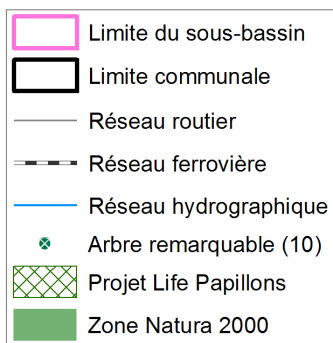 Limite du sous-bassin
Limite communale
Réseau routier
Réseau ferrovière
Réseau hydrographique
Arbre remarquable (10)
Projet Life Papillons
Zone Natura 2000